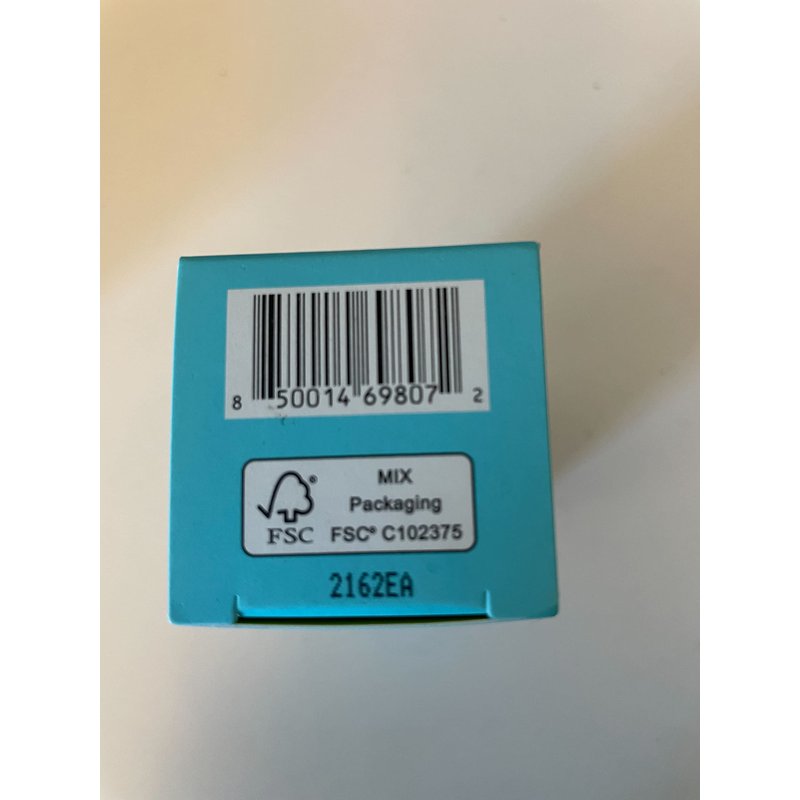 8 50014 69807 2
MIX
Packaging
FSC® FSC® C102375
2162EA